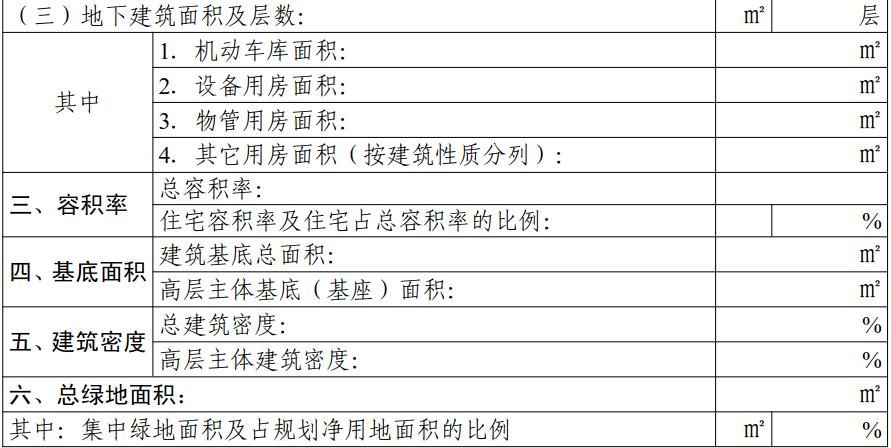 （三）地下建筑面积及层数： ㎡ 层
其中 1．机动车库面积： ㎡
2．设备用房面积： ㎡
3．物管用房面积： ㎡
4．其它用房面积（按建筑性质分列）： ㎡
三、容积率 总容积率：
住宅容积率及住宅占总容积率的比例： %
四、基底面积 建筑基底总面积： ㎡
高层主体基底（基座）面积： ㎡
五、建筑密度 总建筑密度： %
高层主体建筑密度： %
六、总绿地面积： ㎡
其中：集中绿地面积及占规划净用地面积的比例 ㎡ %